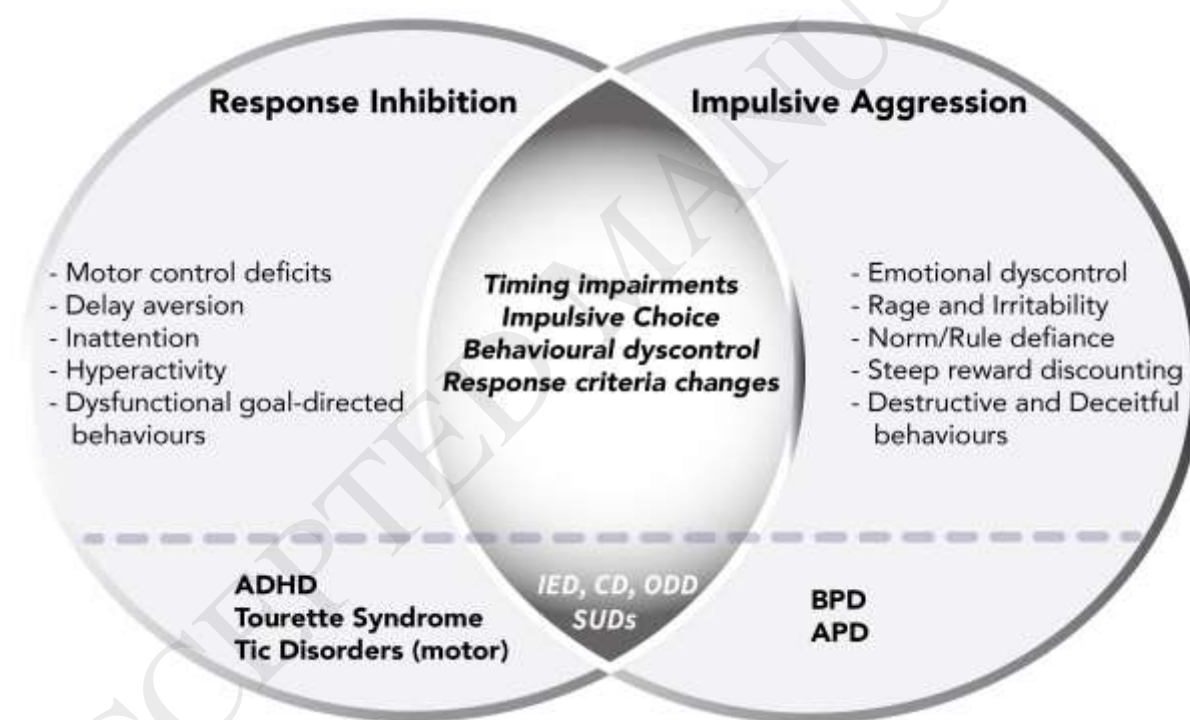 Response Inhibition
Impulsive Aggression
- Motor control deficits
- Delay aversion
- Inattention
- Hyperactivity
- Dysfunctional goal-directed
behaviours
Timing impairments
Impulsive Choice
Behavioural dyscontrol
Response criteria changes
- Emotional dyscontrol
- Rage and Irritability
- Norm/Rule defiance
- Steep reward discounting
- Destructive and Deceitful
behaviours
ADHD
Tourette Syndrome
Tic Disorders (motor)
IED, CD, ODD
SUDs
BPD
APD